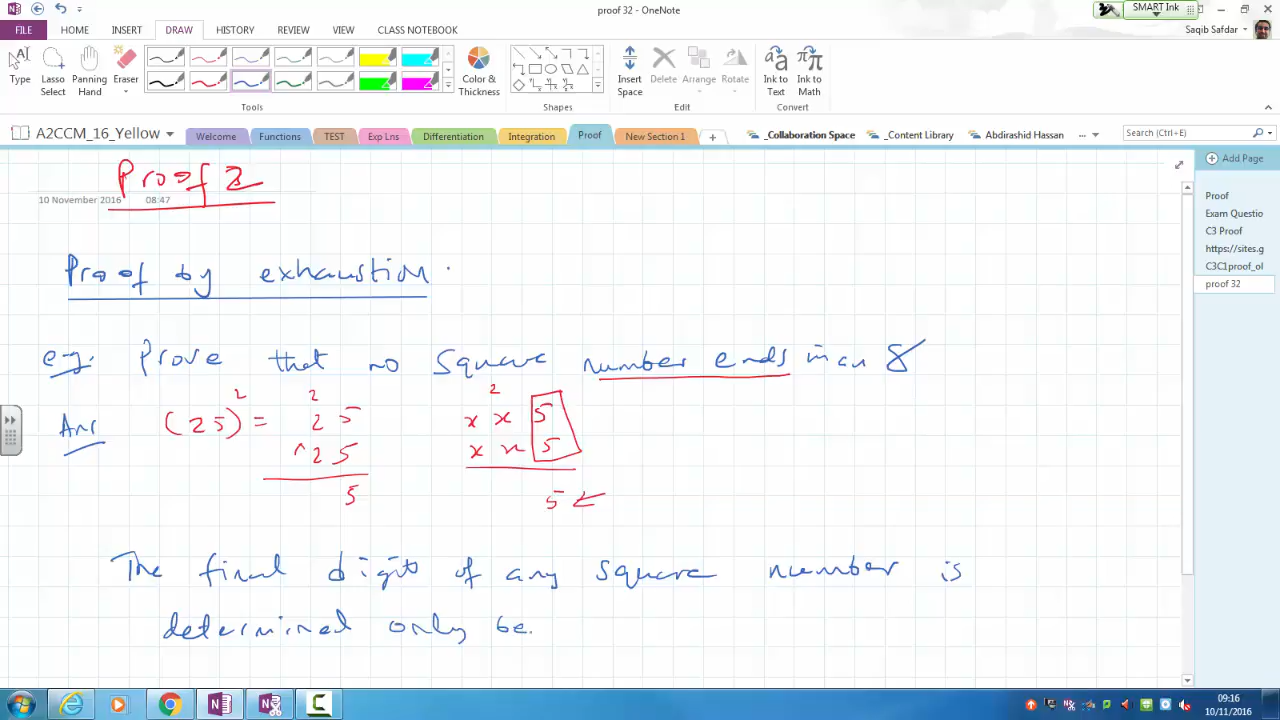 proof 32 - OneNote
SMART Ink
FILE HOME INSERT DRAW HISTORY REVIEW VIEW CLASS NOTEBOOK
Saqib Safdar
Type
Lasso Select
Panning Hand
Eraser
Color & Thickness
Insert Space
Delete
Arrange
Rotate
Ink to Text
Ink to Math
Tools
Shapes
Edit
Convert
A2CCM_16_Yellow
Welcome Functions TEST Exp Lns Differentiation Integration Proof New Section 1
_Collaboration Space _Content Library Abdirashid Hassan
Search (Ctrl+E)
Add Page
Proof
Exam Questio
C3 Proof
https://sites.g
C3C1proof_ol
proof 32
Proof 2
10 November 2016 08:47
Proof by exhaustion.
e.g. Prove that no square number ends in an 8
Ans (25)² = 25
×25
5
2
x x 5
x x 5
5
The final digit of any square number is
determined only be.
09:16
10/11/2016